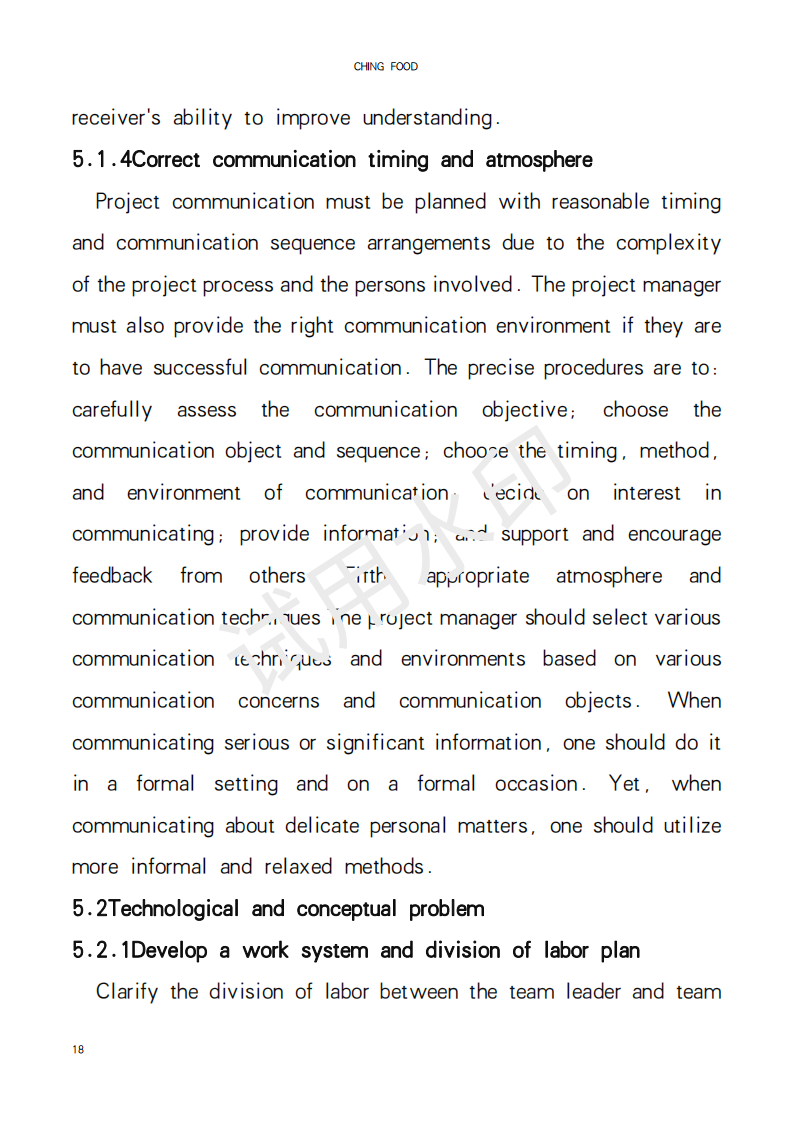 CHING FOOD
receiver's ability to improve understanding.
5.1.4Correct communication timing and atmosphere
Project communication must be planned with reasonable timing
and communication sequence arrangements due to the complexity
of the project process and the persons involved. The project manager
must also provide the right communication environment if they are
to have successful communication. The precise procedures are to:
carefully assess the communication objective; choose the
communication object and sequence; choose the timing, method,
and environment of communication; decide on interest in
communicating; provide information; and support and encourage
feedback from others Fifth appropriate atmosphere and
communication techniques The project manager should select various
communication techniques and environments based on various
communication concerns and communication objects. When
communicating serious or significant information, one should do it
in a formal setting and on a formal occasion. Yet, when
communicating about delicate personal matters, one should utilize
more informal and relaxed methods.
5.2Technological and conceptual problem
5.2.1Develop a work system and division of labor plan
Clarify the division of labor between the team leader and team
18
试用水印